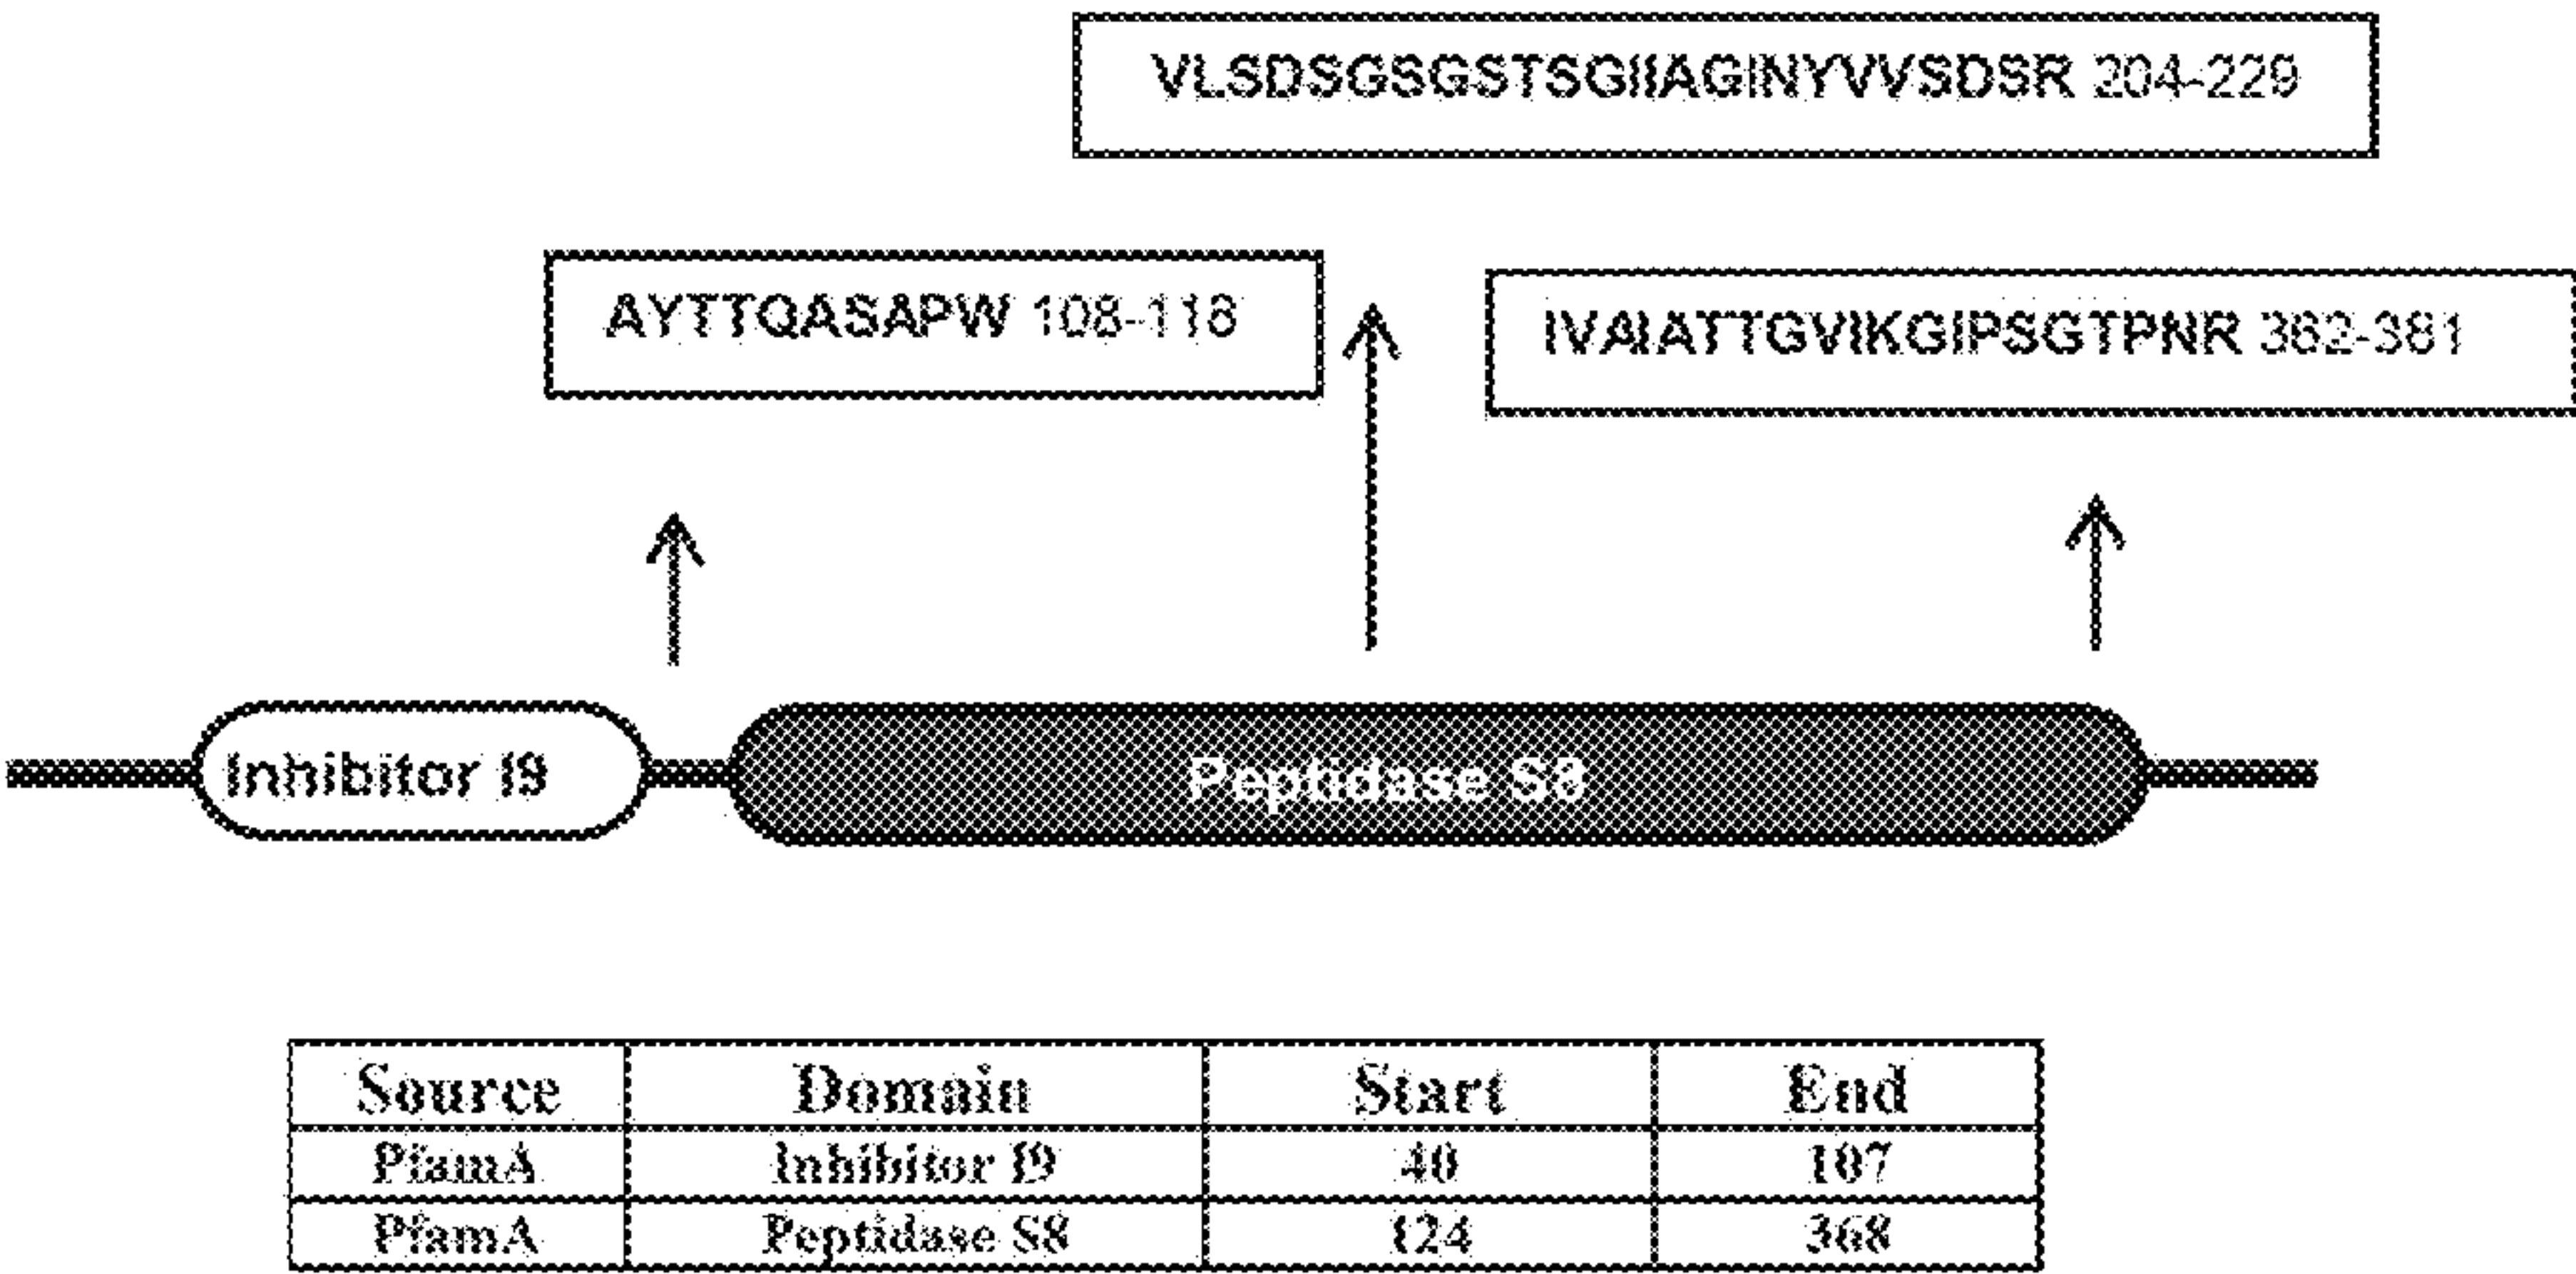 VLSDSGSGSTSGIIAGINYVVSDSR 204-229
AYTTQASAPW 108-118
IVAIATTGVIKGIPSGTPNR 362-381
Inhibitor I9
Peptidase S8
Source Domain Start End
PfamA Inhibitor I9 40 107
PfamA Peptidase S8 124 368